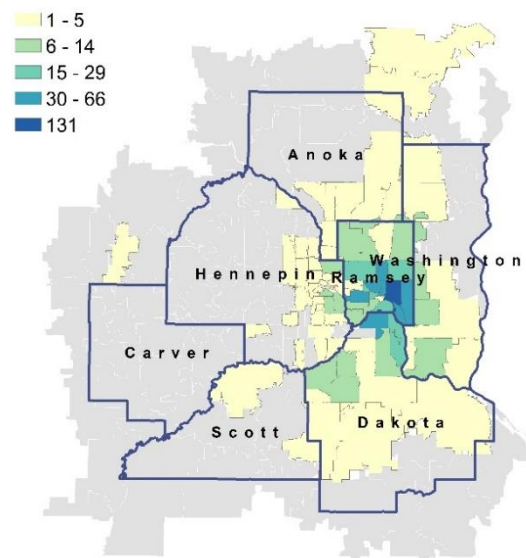 1 - 5
6 - 14
15 - 29
30 - 66
131
Anoka
Washington
Hennepin
Ramsey
Carver
Scott
Dakota